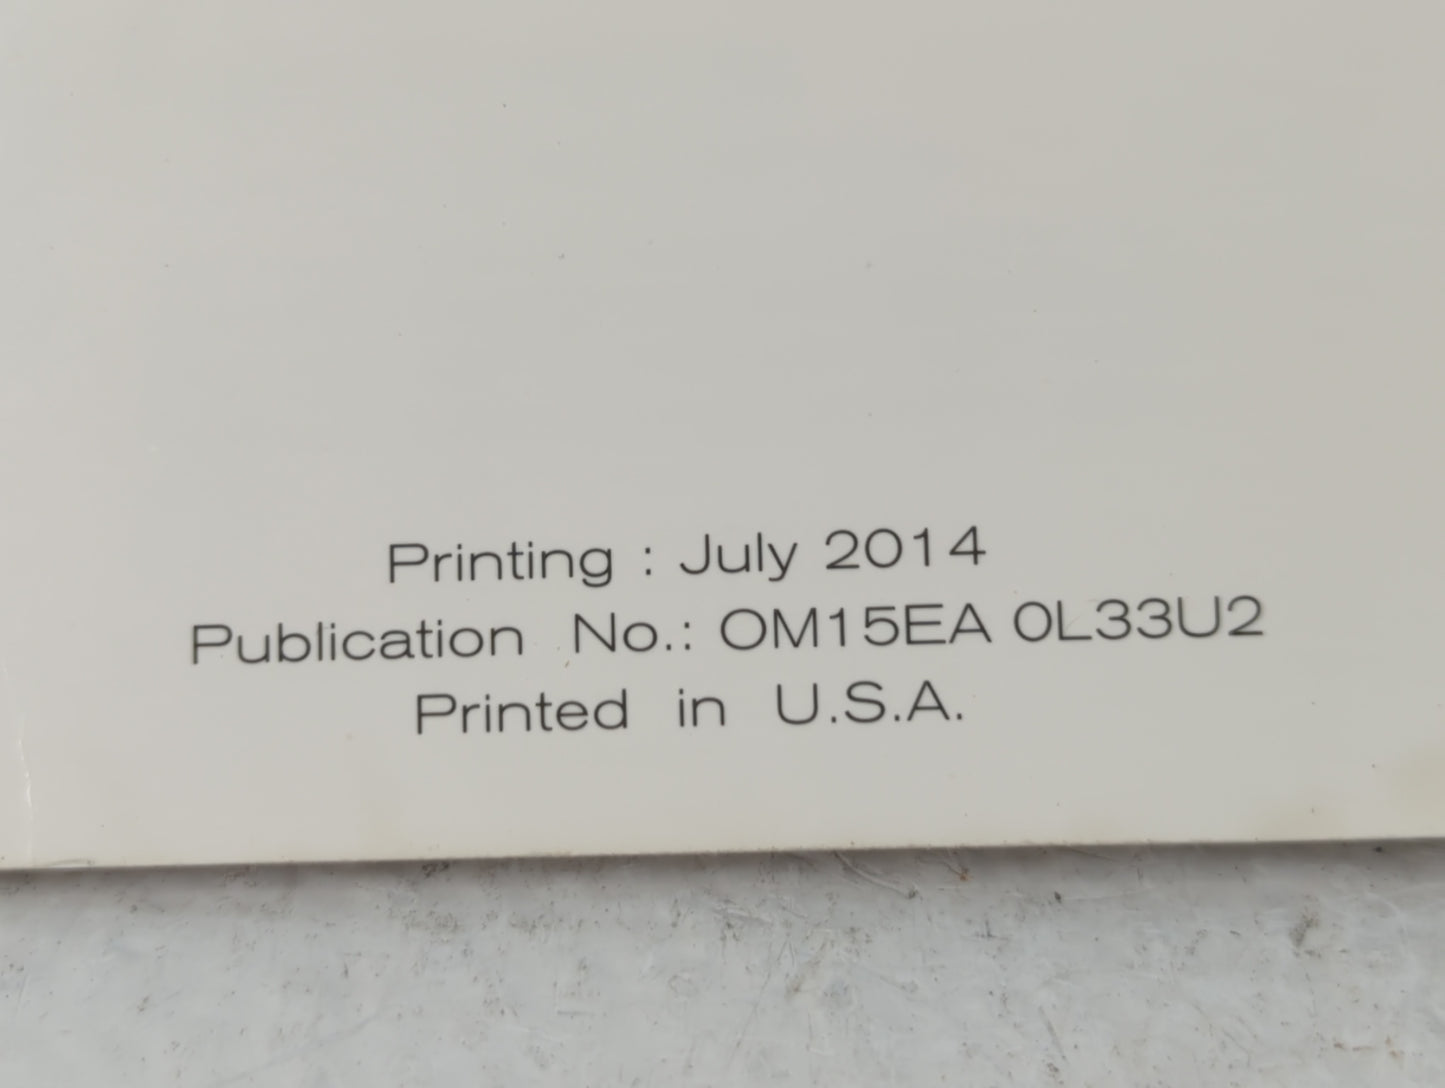 Printing : July 2014
Publication No.: OM15EA 0L33U2
Printed in U.S.A.